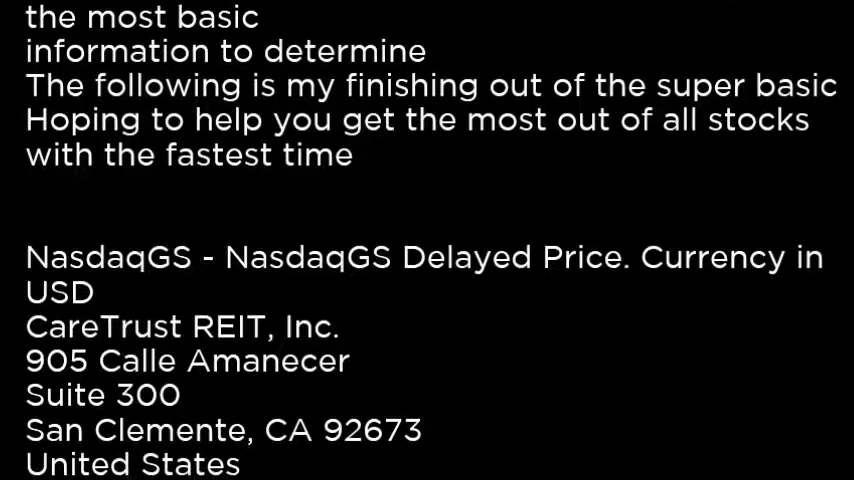 the most basic
information to determine
The following is my finishing out of the super basic
Hoping to help you get the most out of all stocks
with the fastest time
NasdaqGS - NasdaqGS Delayed Price. Currency in
USD
CareTrust REIT, Inc.
905 Calle Amanecer
Suite 300
San Clemente, CA 92673
United States